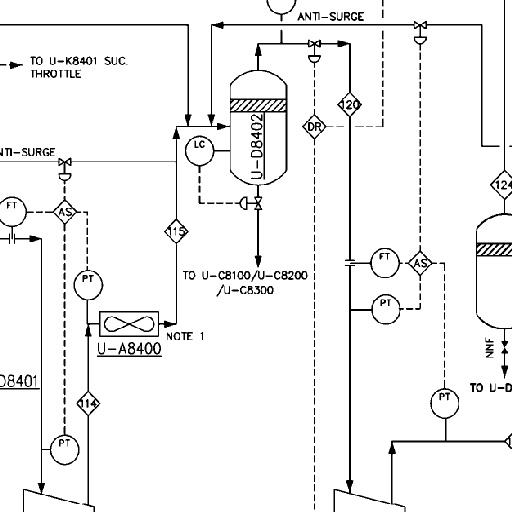 ANTI-SURGE
TO U-K8401 SUC.
THROTTLE
120
DR
U-D8402
LC
NTI-SURGE
124
FT
AS
115
TO U-C8100/U-C8200
/U-C8300
FT
AS
PT
PT
NOTE 1
U-A8400
NNF
D8401
TO U-D
114
PT
PT